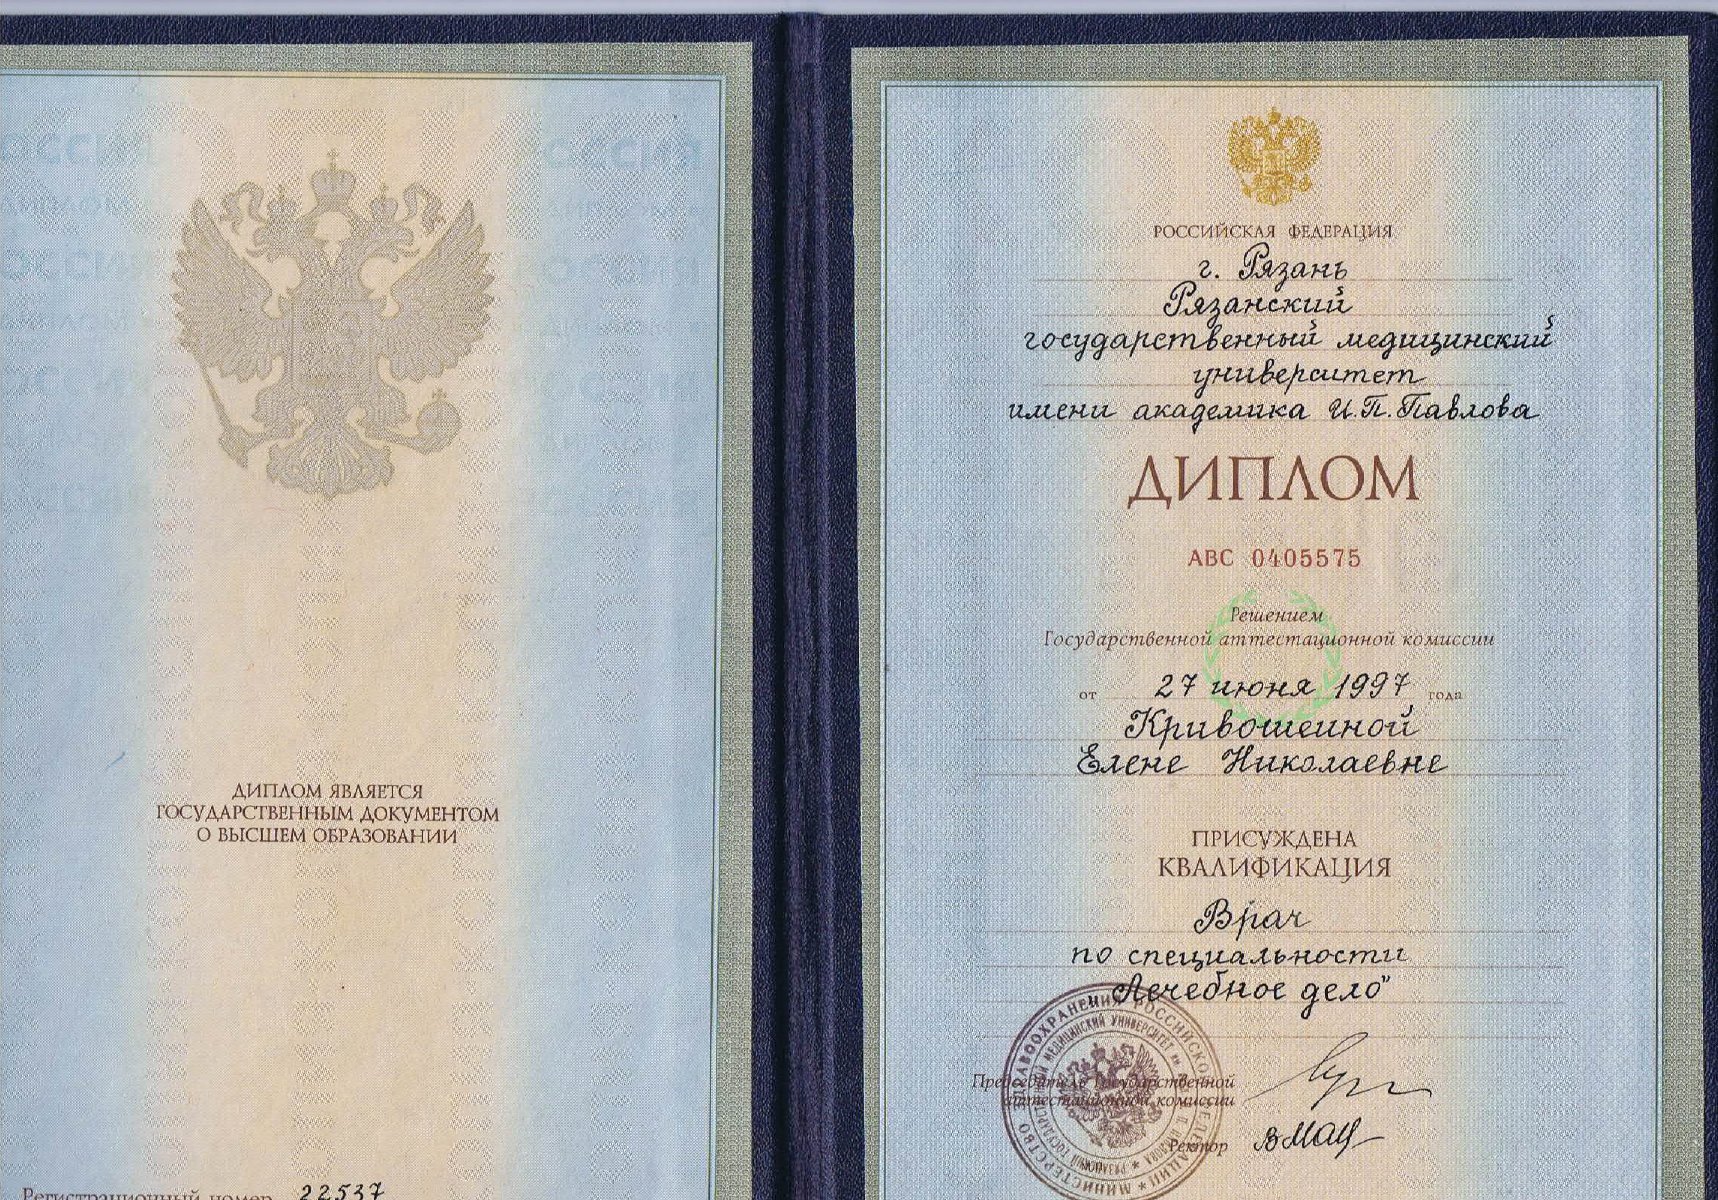 ДИПЛОМ ЯВЛЯЕТСЯ
ГОСУДАРСТВЕННЫМ ДОКУМЕНТОМ
О ВЫСШЕМ ОБРАЗОВАНИИ
Регистрационный номер 22537
РОССИЙСКАЯ ФЕДЕРАЦИЯ
г. Рязань
Рязанский
государственный медицинский
университет
имени академика И.П.Павлова
ДИПЛОМ
АВС 0405575
Решением
Государственной аттестационной комиссии
от 27 июня 1997 года
Кривошеиной
Елене Николаевне
ПРИСУЖДЕНА
КВАЛИФИКАЦИЯ
Врач
по специальности
„Лечебное дело"
Председатель Государственной
аттестационной комиссии
Ректор